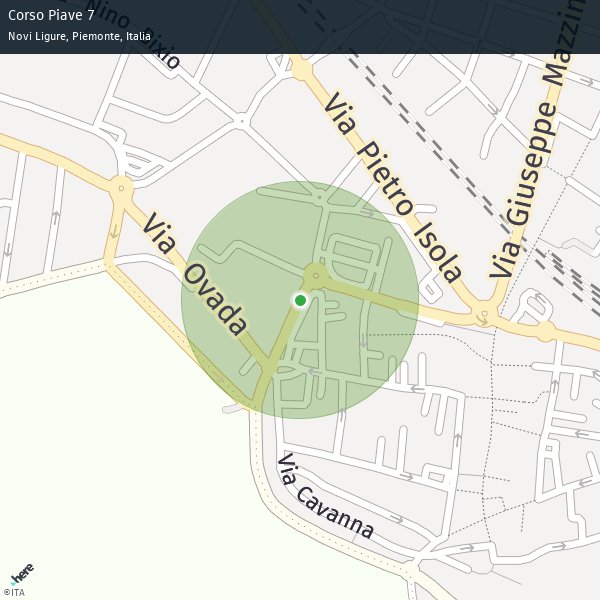 Corso Piave 7
Novi Ligure, Piemonte, Italia
Nino Bixio
Via Pietro Isola
Via Giuseppe Mazzin
Via Ovada
Via Cavanna
here
©ITA